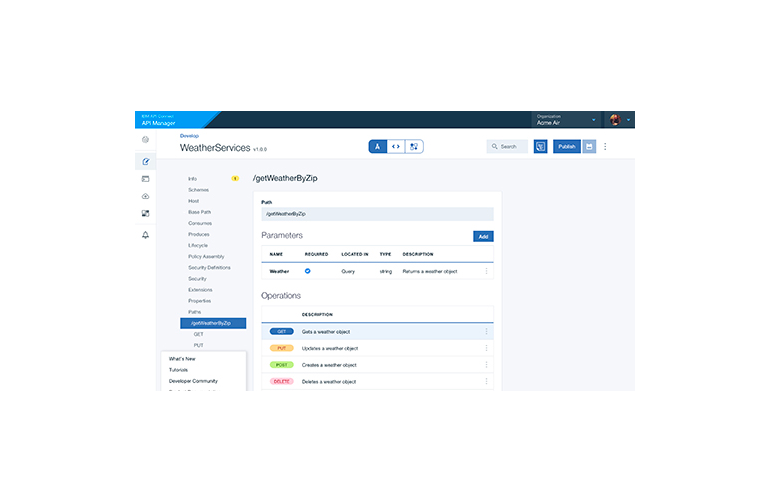 IBM API Connect
API Manager
Organization
Acme Air
Develop
WeatherServices v1.0.0
Search
Publish
Info 1
Schemes
Host
Base Path
Consumes
Produces
Lifecycle
Policy Assembly
Security Definitions
Security
Extensions
Properties
Paths
/getWeatherByZip
GET
PUT
What's New
Tutorials
Developer Community
/getWeatherByZip
Path
/getWeatherByZip
Parameters
Add
NAME REQUIRED LOCATED IN TYPE DESCRIPTION
Weather Query string Returns a weather object
Operations
DESCRIPTION
GET Gets a weather object
PUT Updates a weather object
POST Creates a weather object
DELETE Deletes a weather object